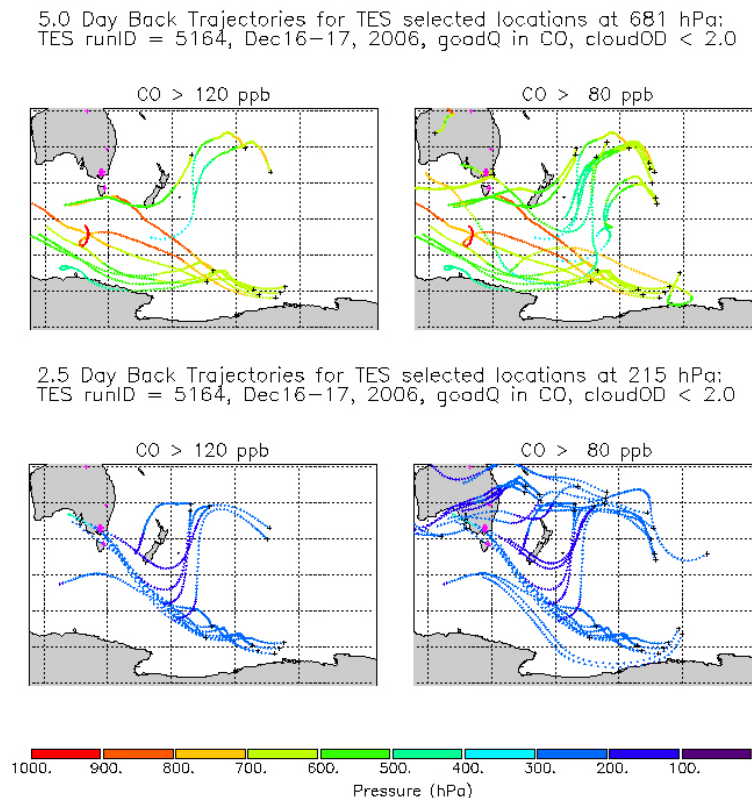 5.0 Day Back Trajectories for TES selected locations at 681 hPa:
TES runID = 5164, Dec16-17, 2006, goodQ in CO, cloudOD < 2.0
CO > 120 ppb
CO > 80 ppb
2.5 Day Back Trajectories for TES selected locations at 215 hPa:
TES runID = 5164, Dec16-17, 2006, goodQ in CO, cloudOD < 2.0
CO > 120 ppb
CO > 80 ppb
1000. 900. 800. 700. 600. 500. 400. 300. 200. 100.
Pressure (hPa)